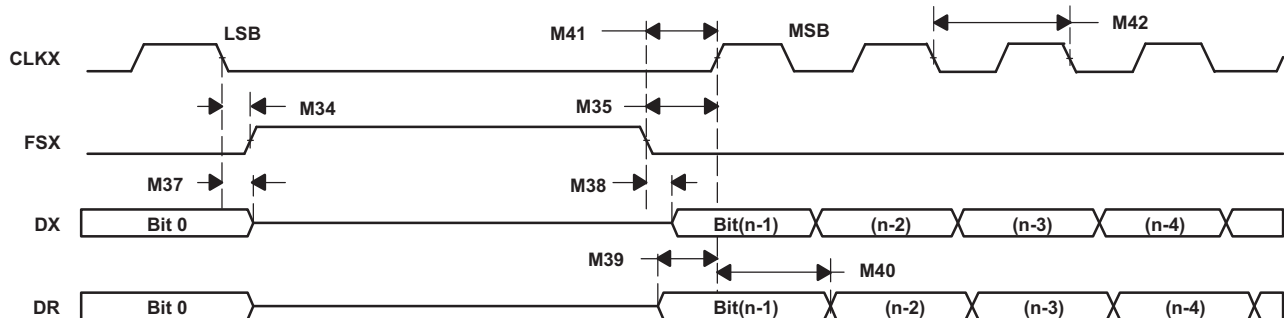 LSB
M41
MSB
M42
CLKX
M34
M35
FSX
M37
M38
DX
Bit 0
Bit(n-1)
(n-2)
(n-3)
(n-4)
M39
M40
DR
Bit 0
Bit(n-1)
(n-2)
(n-3)
(n-4)